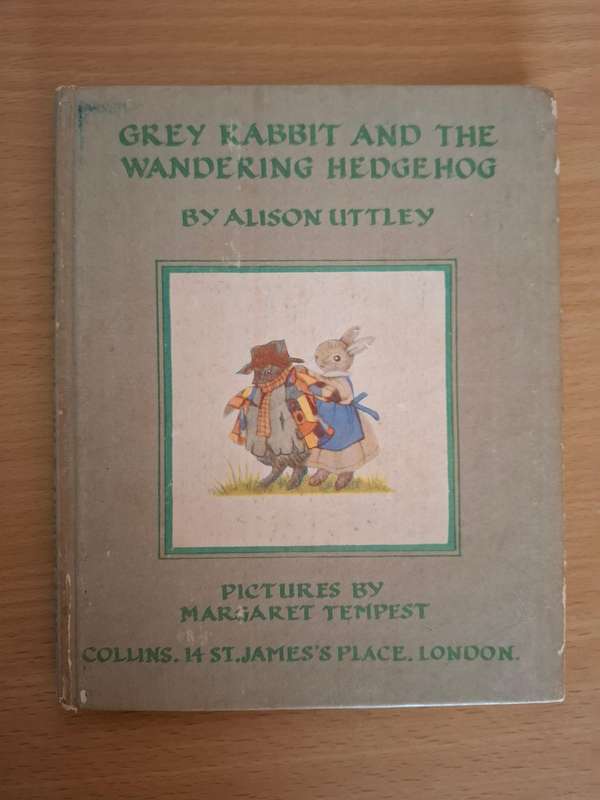 GREY RABBIT AND THE
WANDERING HEDGEHOG
BY ALISON UTTLEY
PICTURES BY
MARGARET TEMPEST
COLLINS. 14 ST. JAMES'S PLACE. LONDON.